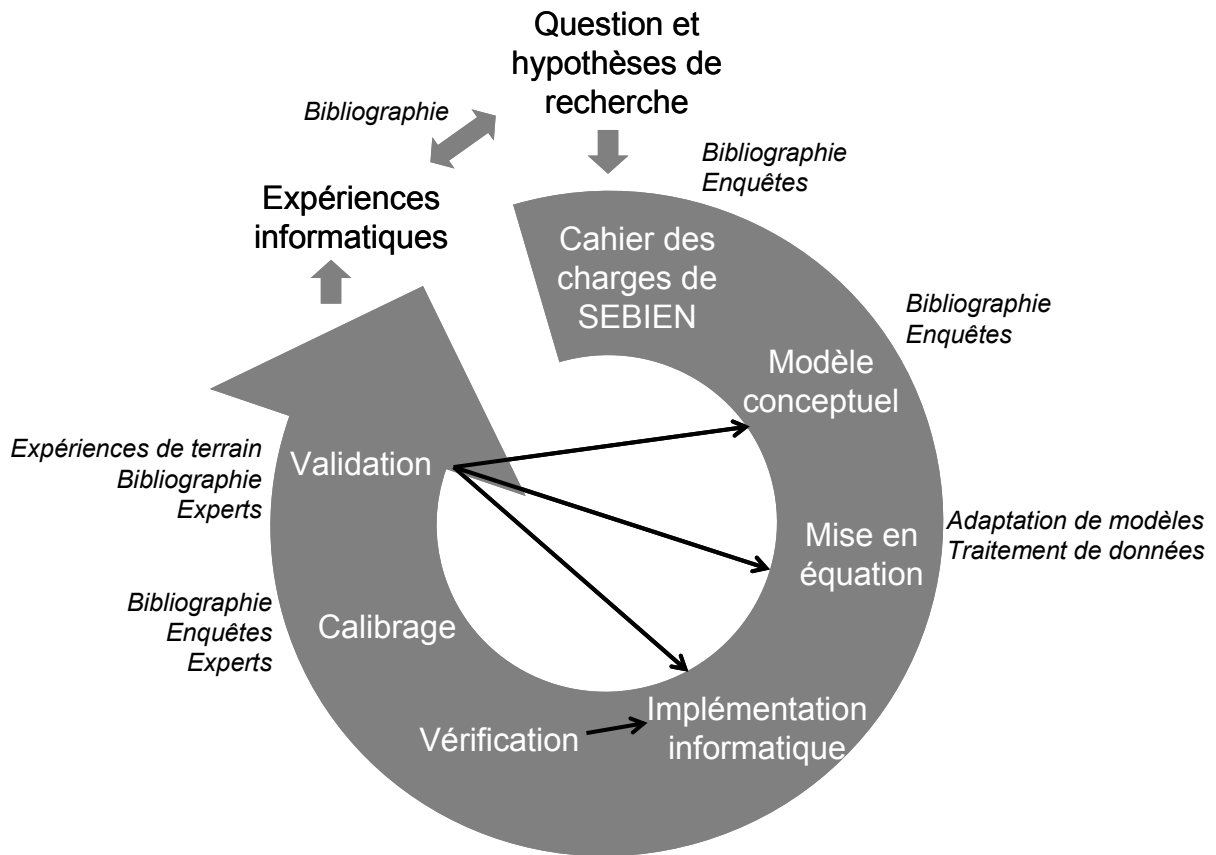 Question et
hypothèses de
recherche
Bibliographie
Bibliographie
Enquêtes
Expériences
informatiques
Cahier des
charges de
SEBIEN
Bibliographie
Enquêtes
Modèle
conceptuel
Expériences de terrain
Bibliographie
Experts
Validation
Mise en
équation
Adaptation de modèles
Traitement de données
Bibliographie
Enquêtes
Experts
Calibrage
Vérification
Implémentation
informatique